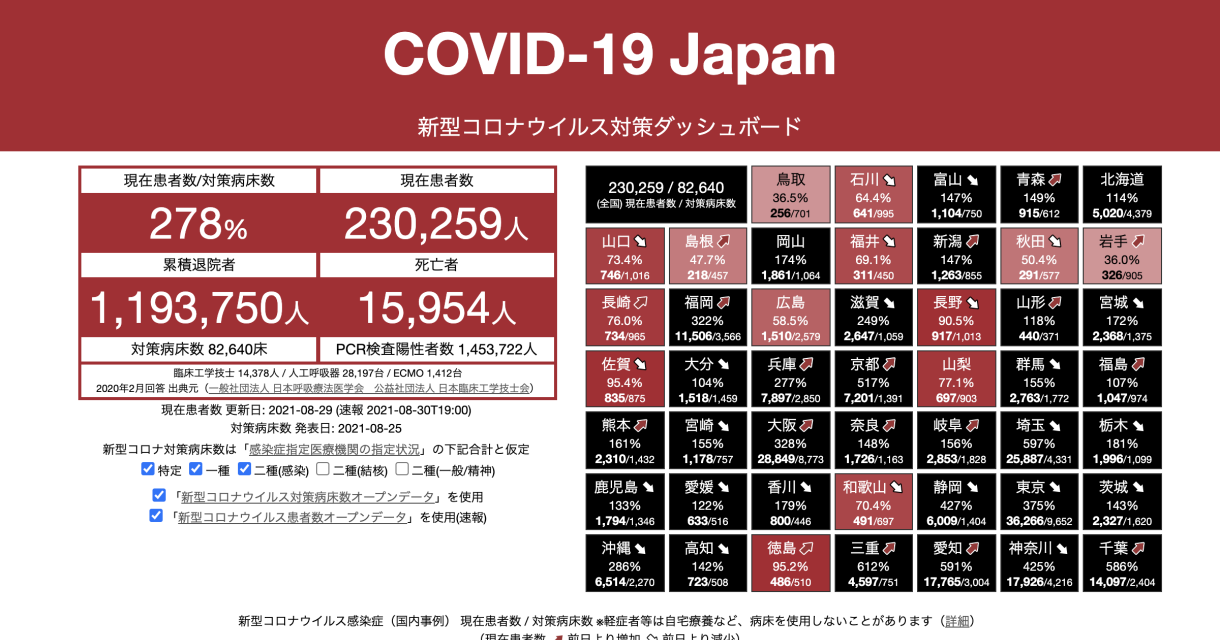 COVID-19 Japan
新型コロナウイルス対策ダッシュボード
現在患者数/対策病床数
現在患者数
278%
230,259人
累積退院者
死亡者
1,193,750人
15,954人
対策病床数 82,640床
PCR検査陽性者数 1,453,722人
臨床工学技士 14,378人 / 人工呼吸器 28,197台 / ECMO 1,412台
2020年2月回答 出典元（一般社団法人 日本呼吸療法医学会　公益社団法人 日本臨床工学技士会）
現在患者数 更新日: 2021-08-29 (速報 2021-08-30T19:00)
対策病床数 発表日: 2021-08-25
新型コロナ対策病床数は「感染症指定医療機関の指定状況」の下記合計と仮定
特定 一種 二種(感染) 二種(結核) 二種(一般/精神)
「新型コロナウイルス対策病床数オープンデータ」を使用
「新型コロナウイルス患者数オープンデータ」を使用(速報)
230,259 / 82,640
(全国) 現在患者数 / 対策病床数
鳥取
36.5%
256/701
石川
64.4%
641/995
富山
147%
1,104/750
青森
149%
915/612
北海道
114%
5,020/4,379
山口
73.4%
746/1,016
島根
47.7%
218/457
岡山
174%
1,861/1,064
福井
69.1%
311/450
新潟
147%
1,263/855
秋田
50.4%
291/577
岩手
36.0%
326/905
長崎
76.0%
734/965
福岡
322%
11,506/3,566
広島
58.5%
1,510/2,579
滋賀
249%
2,647/1,059
長野
90.5%
917/1,013
山形
118%
440/371
宮城
172%
2,368/1,375
佐賀
95.4%
835/875
大分
104%
1,518/1,459
兵庫
277%
7,897/2,850
京都
517%
7,201/1,391
山梨
77.1%
697/903
群馬
155%
2,763/1,772
福島
107%
1,047/974
熊本
161%
2,310/1,432
宮崎
155%
1,178/757
大阪
328%
28,849/8,773
奈良
148%
1,726/1,163
岐阜
156%
2,853/1,828
埼玉
597%
25,887/4,331
栃木
181%
1,996/1,099
鹿児島
133%
1,794/1,346
愛媛
122%
633/516
香川
179%
800/446
和歌山
70.4%
491/697
静岡
427%
6,009/1,404
東京
375%
36,266/9,652
茨城
143%
2,327/1,620
沖縄
286%
6,514/2,270
高知
142%
723/508
徳島
95.2%
486/510
三重
612%
4,597/751
愛知
591%
17,765/3,004
神奈川
425%
17,926/4,216
千葉
586%
14,097/2,404
新型コロナウイルス感染症（国内事例） 現在患者数 / 対策病床数 ※軽症者等は自宅療養など、病床を使用しないことがあります（詳細）
（現在患者数 前日より増加 前日より減少）